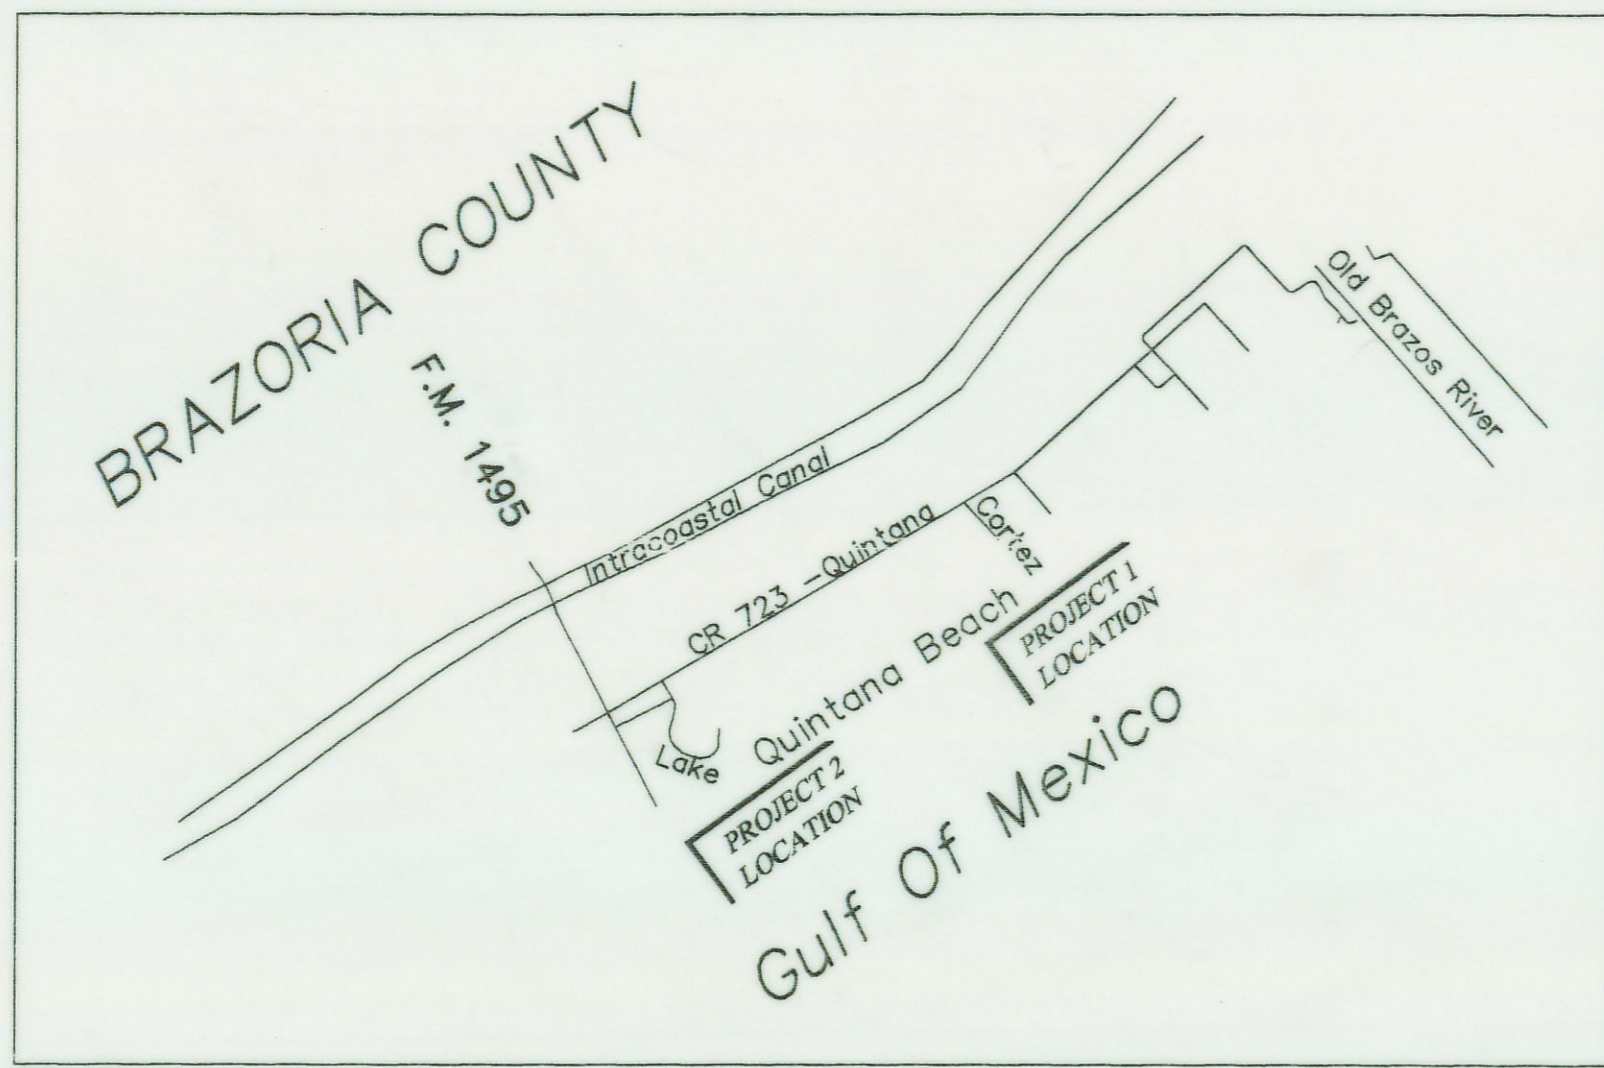 BRAZORIA COUNTY
F.M. 1495
Intracoastal Canal
Old Brazos River
CR 723 -Quintana
Cortez
Quintana Beach
PROJECT 1
LOCATION
Lake
PROJECT 2
LOCATION
Gulf Of Mexico